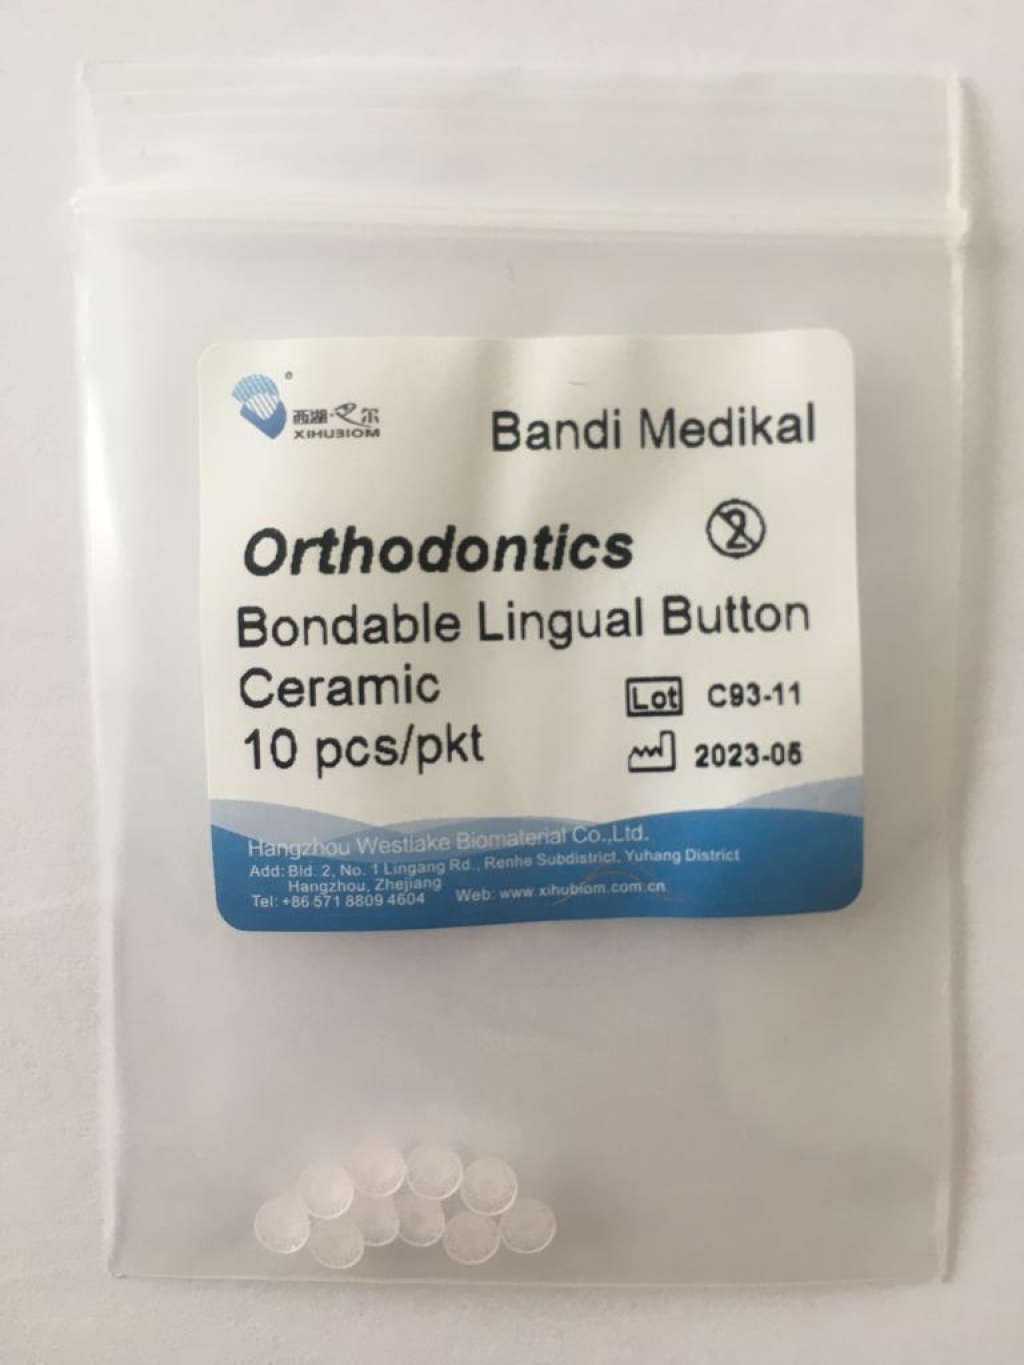 ®
西湖·巴尔
XIHUBIOM
Bandi Medikal
Orthodontics
2
Bondable Lingual Button
Ceramic
10 pcs/pkt
Lot C93-11
2023-06
Hangzhou Westlake Biomaterial Co.,Ltd.
Add: Bld. 2, No. 1 Lingang Rd., Renhe Subdistrict, Yuhang District
Hangzhou, Zhejiang
Tel: +86 571 8809 4604 Web: www.xihubiom.com.cn